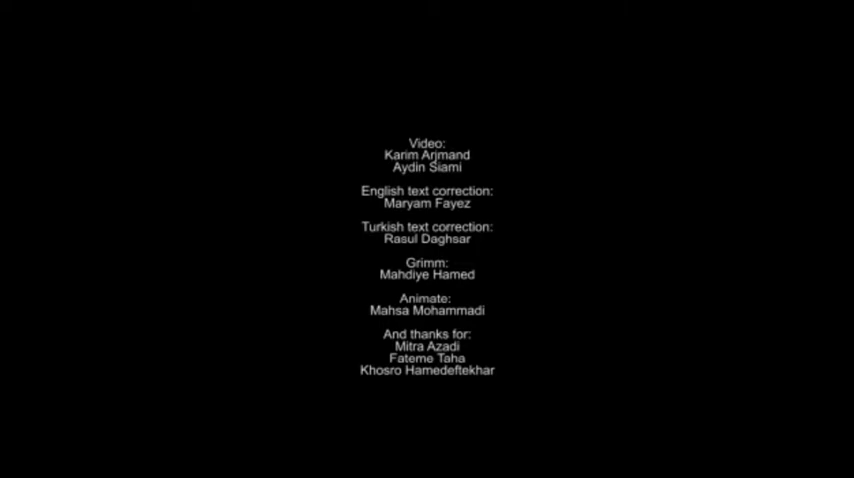 Video:
Karim Arjmand
Aydin Siami
English text correction:
Maryam Fayez
Turkish text correction:
Rasul Daghsar
Grimm:
Mahdiye Hamed
Animate:
Mahsa Mohammadi
And thanks for:
Mitra Azadi
Fateme Taha
Khosro Hamedeftekhar